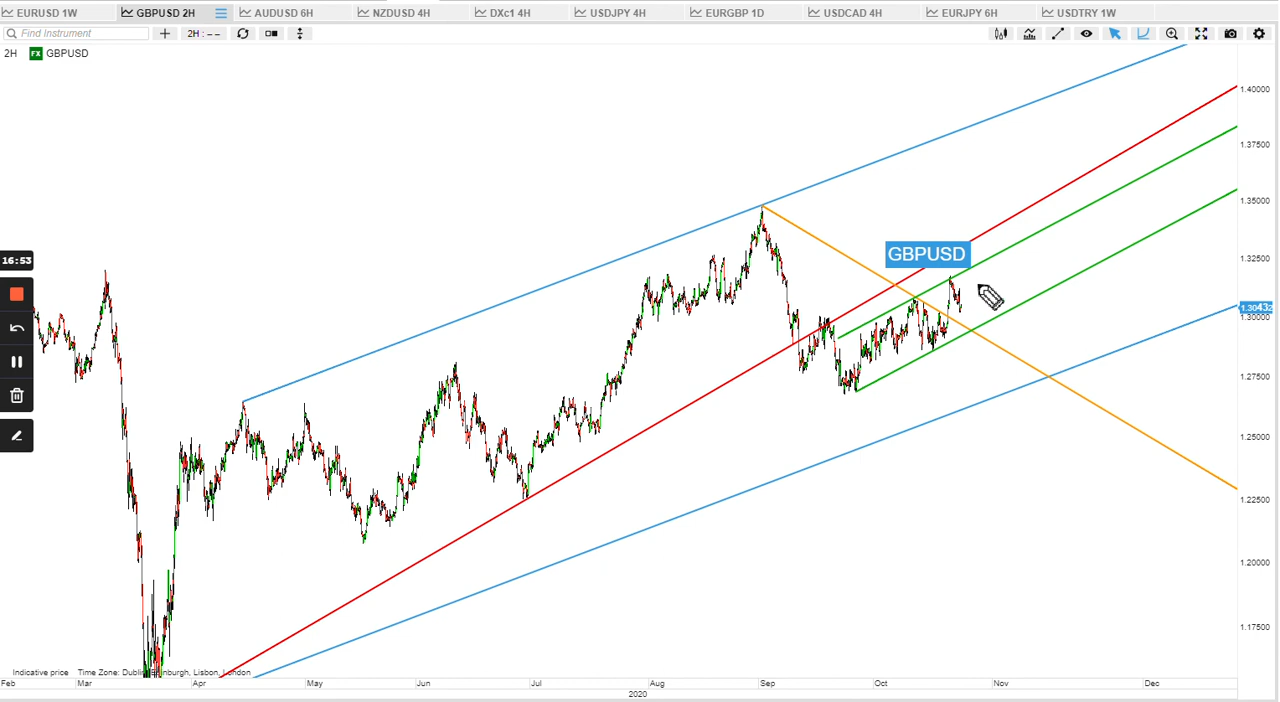 EURUSD 1W GBPUSD 2H AUDUSD 6H NZDUSD 4H DXc1 4H USDJPY 4H EURGBP 1D USDCAD 4H EURJPY 6H USDTRY 1W
Find Instrument 2H : – –
2H FX GBPUSD
1.40000
1.37500
1.35000
GBPUSD
1.32500
16:53
1.30432
1.30000
1.27500
1.25000
1.22500
1.20000
1.17500
Indicative price Time Zone: Dublin, Edinburgh, Lisbon, London
Feb Mar Apr May Jun Jul Aug Sep Oct Nov Dec
2020